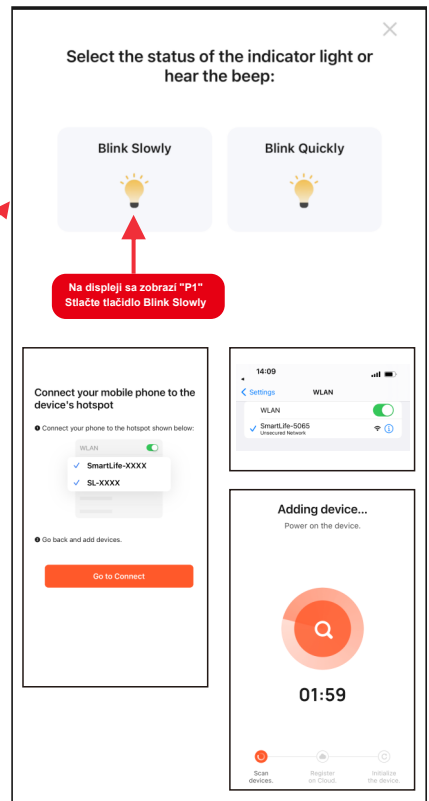 Select the status of the indicator light or
hear the beep:
Blink Slowly
Blink Quickly
Na displeji sa zobrazí "P1"
Stlačte tlačidlo Blink Slowly
Connect your mobile phone to the
device's hotspot
❶ Connect your phone to the hotspot shown below:
WLAN
SmartLife-XXXX
SL-XXXX
❷ Go back and add devices.
Go to Connect
14:09
Settings
WLAN
WLAN
SmartLife-5065
Unsecured Network
Adding device...
Power on the device.
01:59
Scan
devices.
Register
on Cloud.
Initialize
the device.